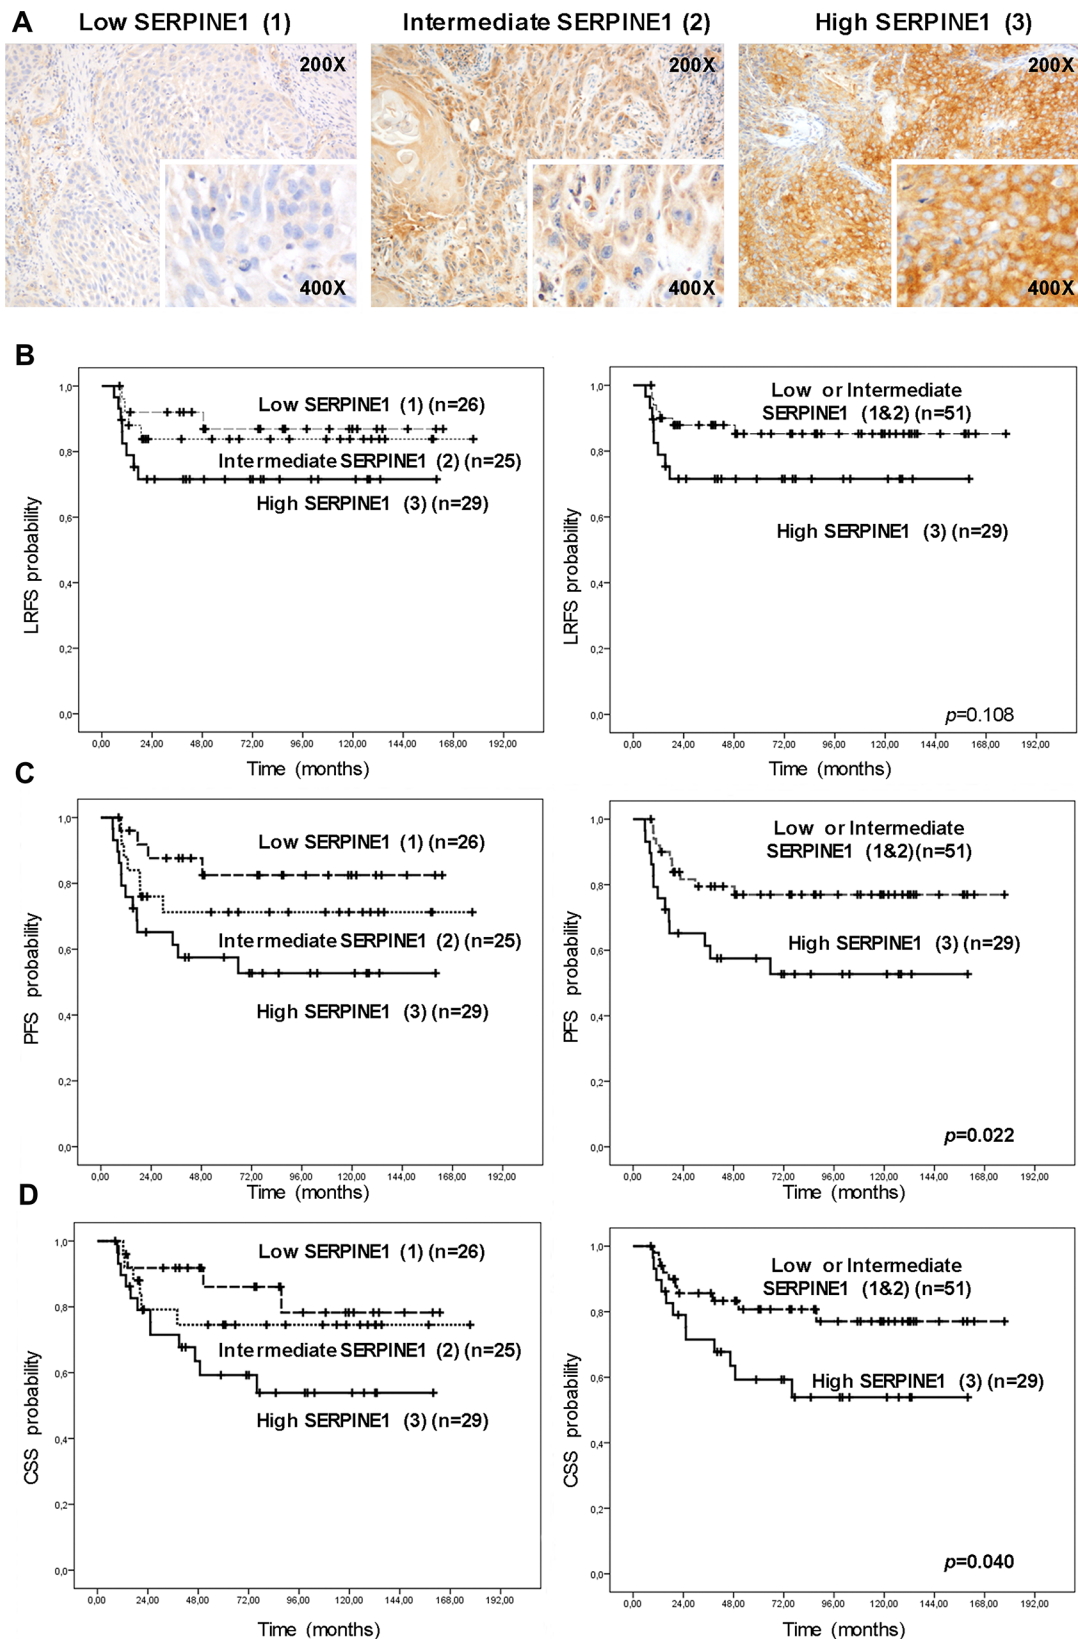 A
Low SERPINE1 (1)
Intermediate SERPINE1 (2)
High SERPINE1 (3)
200X
400X
200X
400X
200X
400X
B
LRFS probability
1,0
0,8
0,6
0,4
0,2
0,0
Low SERPINE1 (1) (n=26)
Intermediate SERPINE1 (2) (n=25)
High SERPINE1 (3) (n=29)
0,00 24,00 48,00 72,00 96,00 120,00 144,00 168,00 192,00
Time (months)
LRFS probability
1,0
0,8
0,6
0,4
0,2
0,0
Low or Intermediate
SERPINE1 (1&2) (n=51)
High SERPINE1 (3) (n=29)
p=0.108
0,00 24,00 48,00 72,00 96,00 120,00 144,00 168,00 192,00
Time (months)
C
PFS probability
1,0
0,8
0,6
0,4
0,2
0,0
Low SERPINE1 (1) (n=26)
Intermediate SERPINE1 (2) (n=25)
High SERPINE1 (3) (n=29)
0,00 24,00 48,00 72,00 96,00 120,00 144,00 168,00 192,00
Time (months)
PFS probability
1,0
0,8
0,6
0,4
0,2
0,0
Low or Intermediate
SERPINE1 (1&2)(n=51)
High SERPINE1 (3) (n=29)
p=0.022
0,00 24,00 48,00 72,00 96,00 120,00 144,00 168,00 192,00
Time (months)
D
CSS probability
1,0
0,8
0,6
0,4
0,2
0,0
Low SERPINE1 (1) (n=26)
Intermediate SERPINE1 (2) (n=25)
High SERPINE1 (3) (n=29)
0,00 24,00 48,00 72,00 96,00 120,00 144,00 168,00 192,00
Time (months)
CSS probability
1,0
0,8
0,6
0,4
0,2
0,0
Low or Intermediate
SERPINE1 (1&2) (n=51)
High SERPINE1 (3) (n=29)
p=0.040
0,00 24,00 48,00 72,00 96,00 120,00 144,00 168,00 192,00
Time (months)